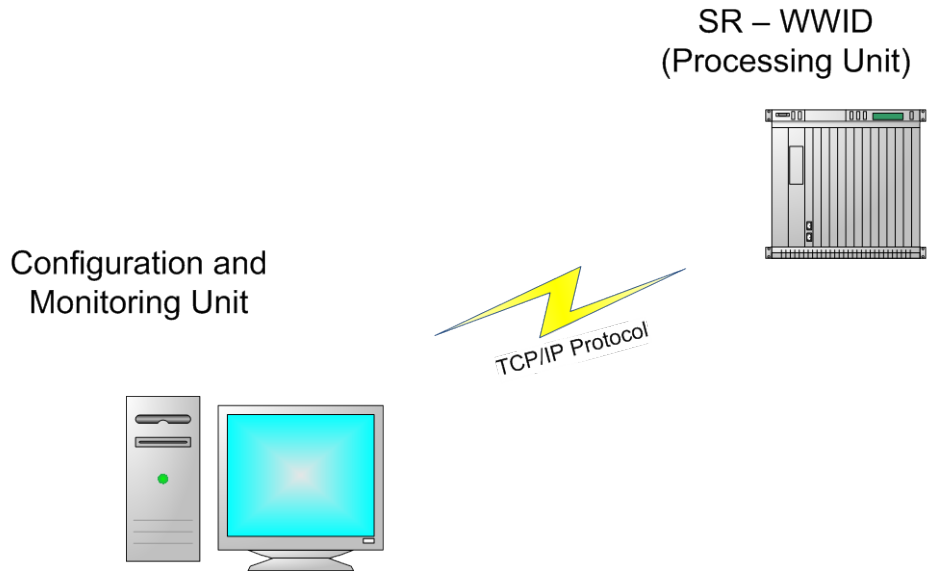 SR – WWID
(Processing Unit)
Configuration and
Monitoring Unit
TCP/IP Protocol